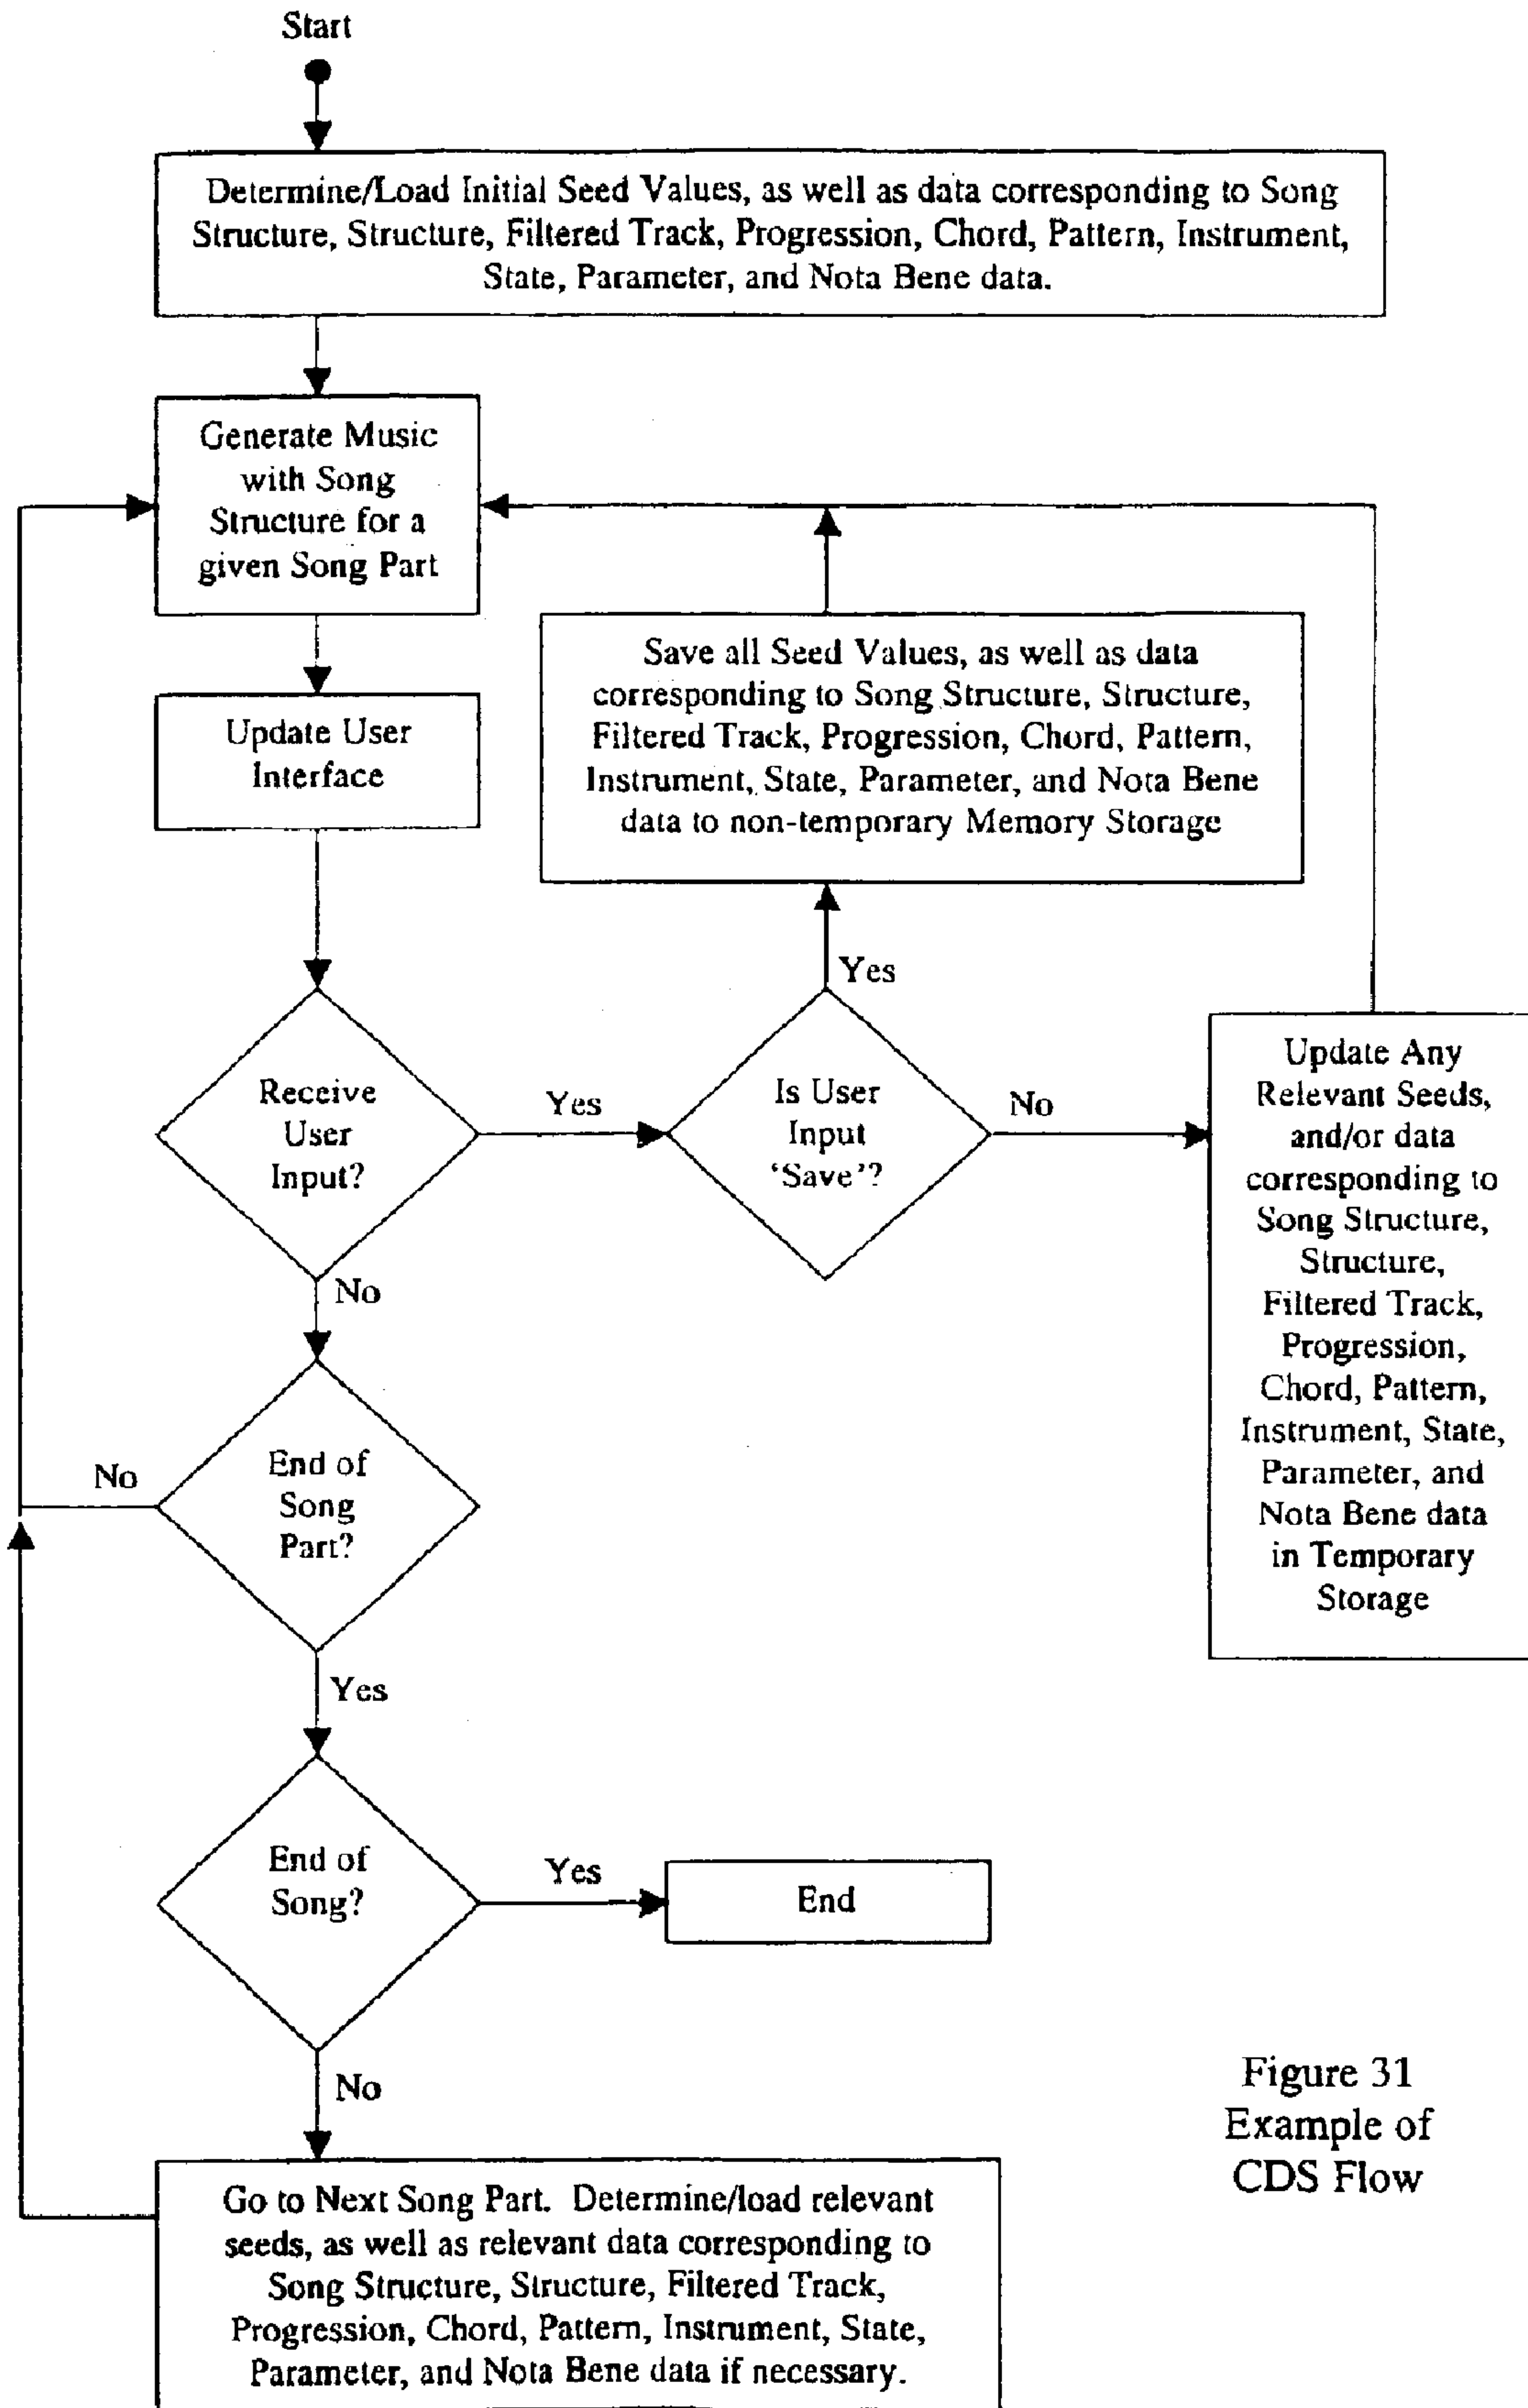 Start
Determine/Load Initial Seed Values, as well as data corresponding to Song
Structure, Structure, Filtered Track, Progression, Chord, Pattern, Instrument,
State, Parameter, and Nota Bene data.
Generate Music
with Song
Structure for a
given Song Part
Save all Seed Values, as well as data
corresponding to Song Structure, Structure,
Filtered Track, Progression, Chord, Pattern,
Instrument, State, Parameter, and Nota Bene
data to non-temporary Memory Storage
Update User
Interface
Yes
Receive
User
Input?
Yes
Is User
Input
‘Save’?
No
Update Any
Relevant Seeds,
and/or data
corresponding to
Song Structure,
Structure,
Filtered Track,
Progression,
Chord, Pattern,
Instrument, State,
Parameter, and
Nota Bene data
in Temporary
Storage
No
End of
Song
Part?
No
Yes
End of
Song?
Yes
End
No
Go to Next Song Part. Determine/load relevant
seeds, as well as relevant data corresponding to
Song Structure, Structure, Filtered Track,
Progression, Chord, Pattern, Instrument, State,
Parameter, and Nota Bene data if necessary.
Figure 31
Example of
CDS Flow